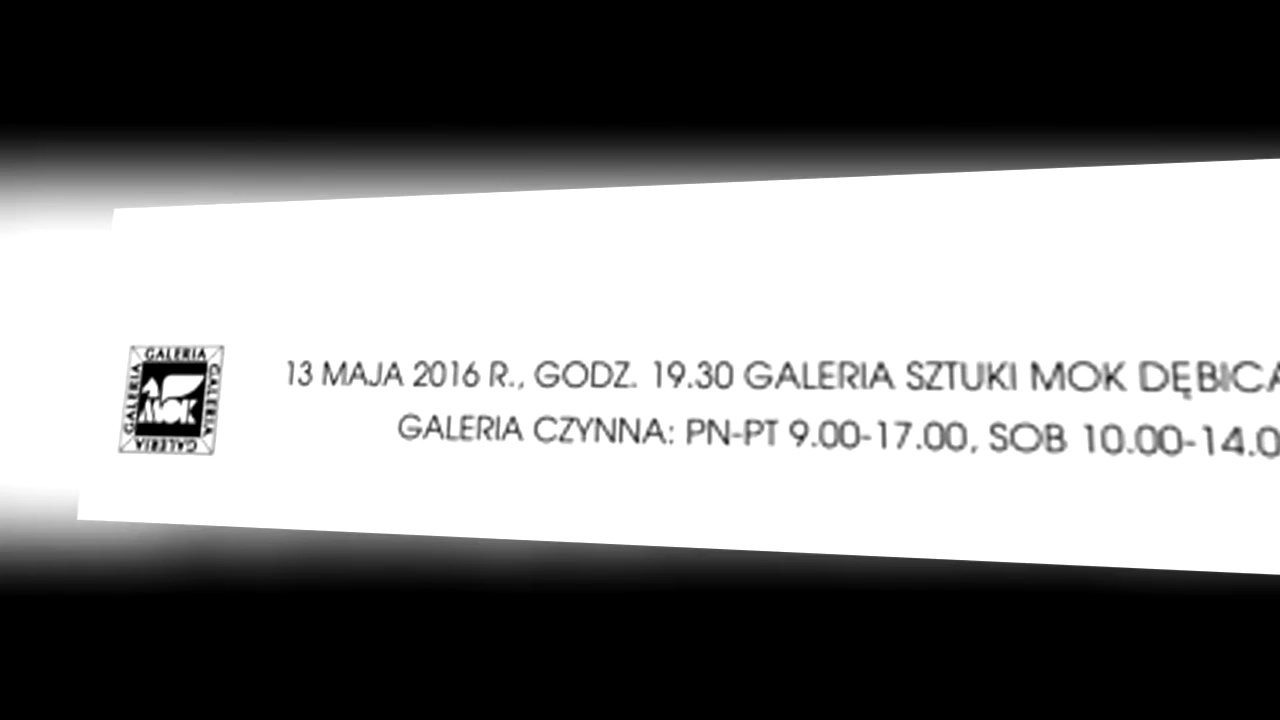 GALERIA
GALERIA
GALERIA
GALERIA
MOK
13 MAJA 2016 R., GODZ. 19.30 GALERIA SZTUKI MOK DĘBICA
GALERIA CZYNNA: PN-PT 9.00-17.00, SOB 10.00-14.0